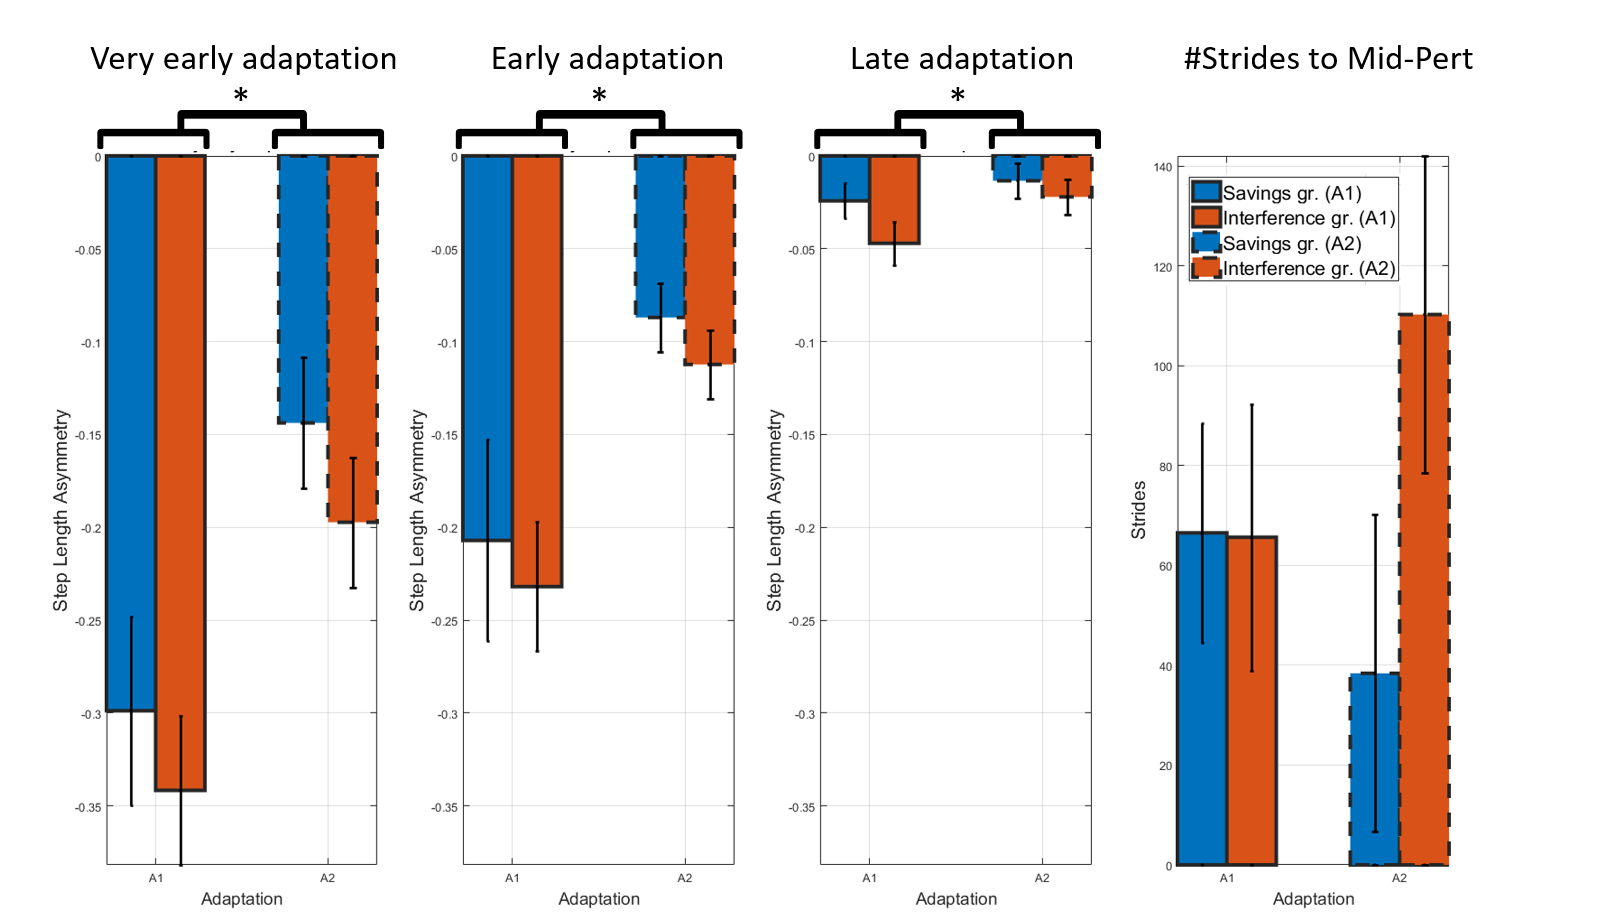 Very early adaptation
*
0
-0.05
-0.1
-0.15
-0.2
-0.25
-0.3
-0.35
Step Length Asymmetry
A1 A2
Adaptation
Early adaptation
*
0
-0.05
-0.1
-0.15
-0.2
-0.25
-0.3
-0.35
Step Length Asymmetry
A1 A2
Adaptation
Late adaptation
*
0
-0.05
-0.1
-0.15
-0.2
-0.25
-0.3
-0.35
Step Length Asymmetry
A1 A2
Adaptation
#Strides to Mid-Pert
140
120
100
80
60
40
20
0
Strides
Savings gr. (A1)
Interference gr. (A1)
Savings gr. (A2)
Interference gr. (A2)
A1 A2
Adaptation